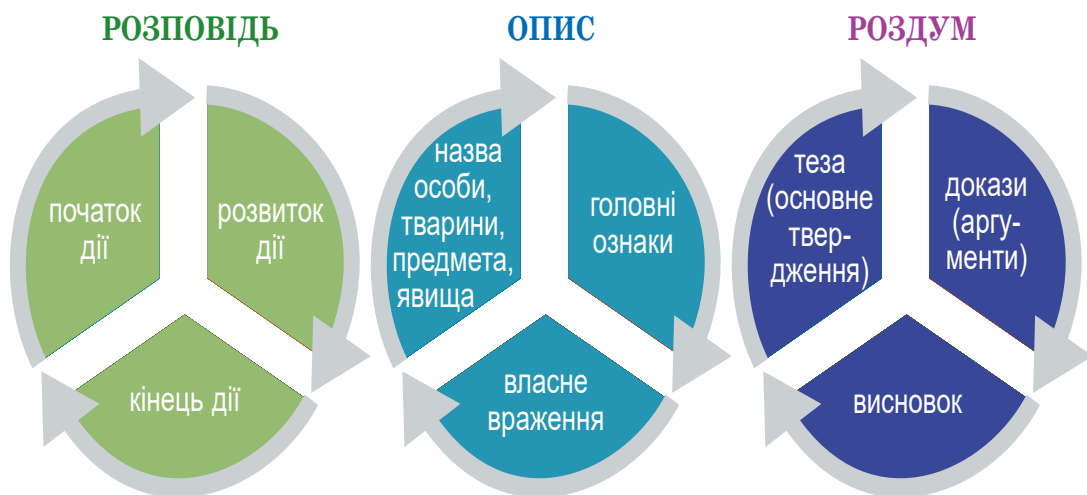 РОЗПОВІДЬ
початок
дії
розвиток
дії
кінець дії
ОПИС
назва
особи,
тварини,
предмета,
явища
головні
ознаки
власне
враження
РОЗДУМ
теза
(основне
твер-
дження)
докази
(аргу-
менти)
висновок